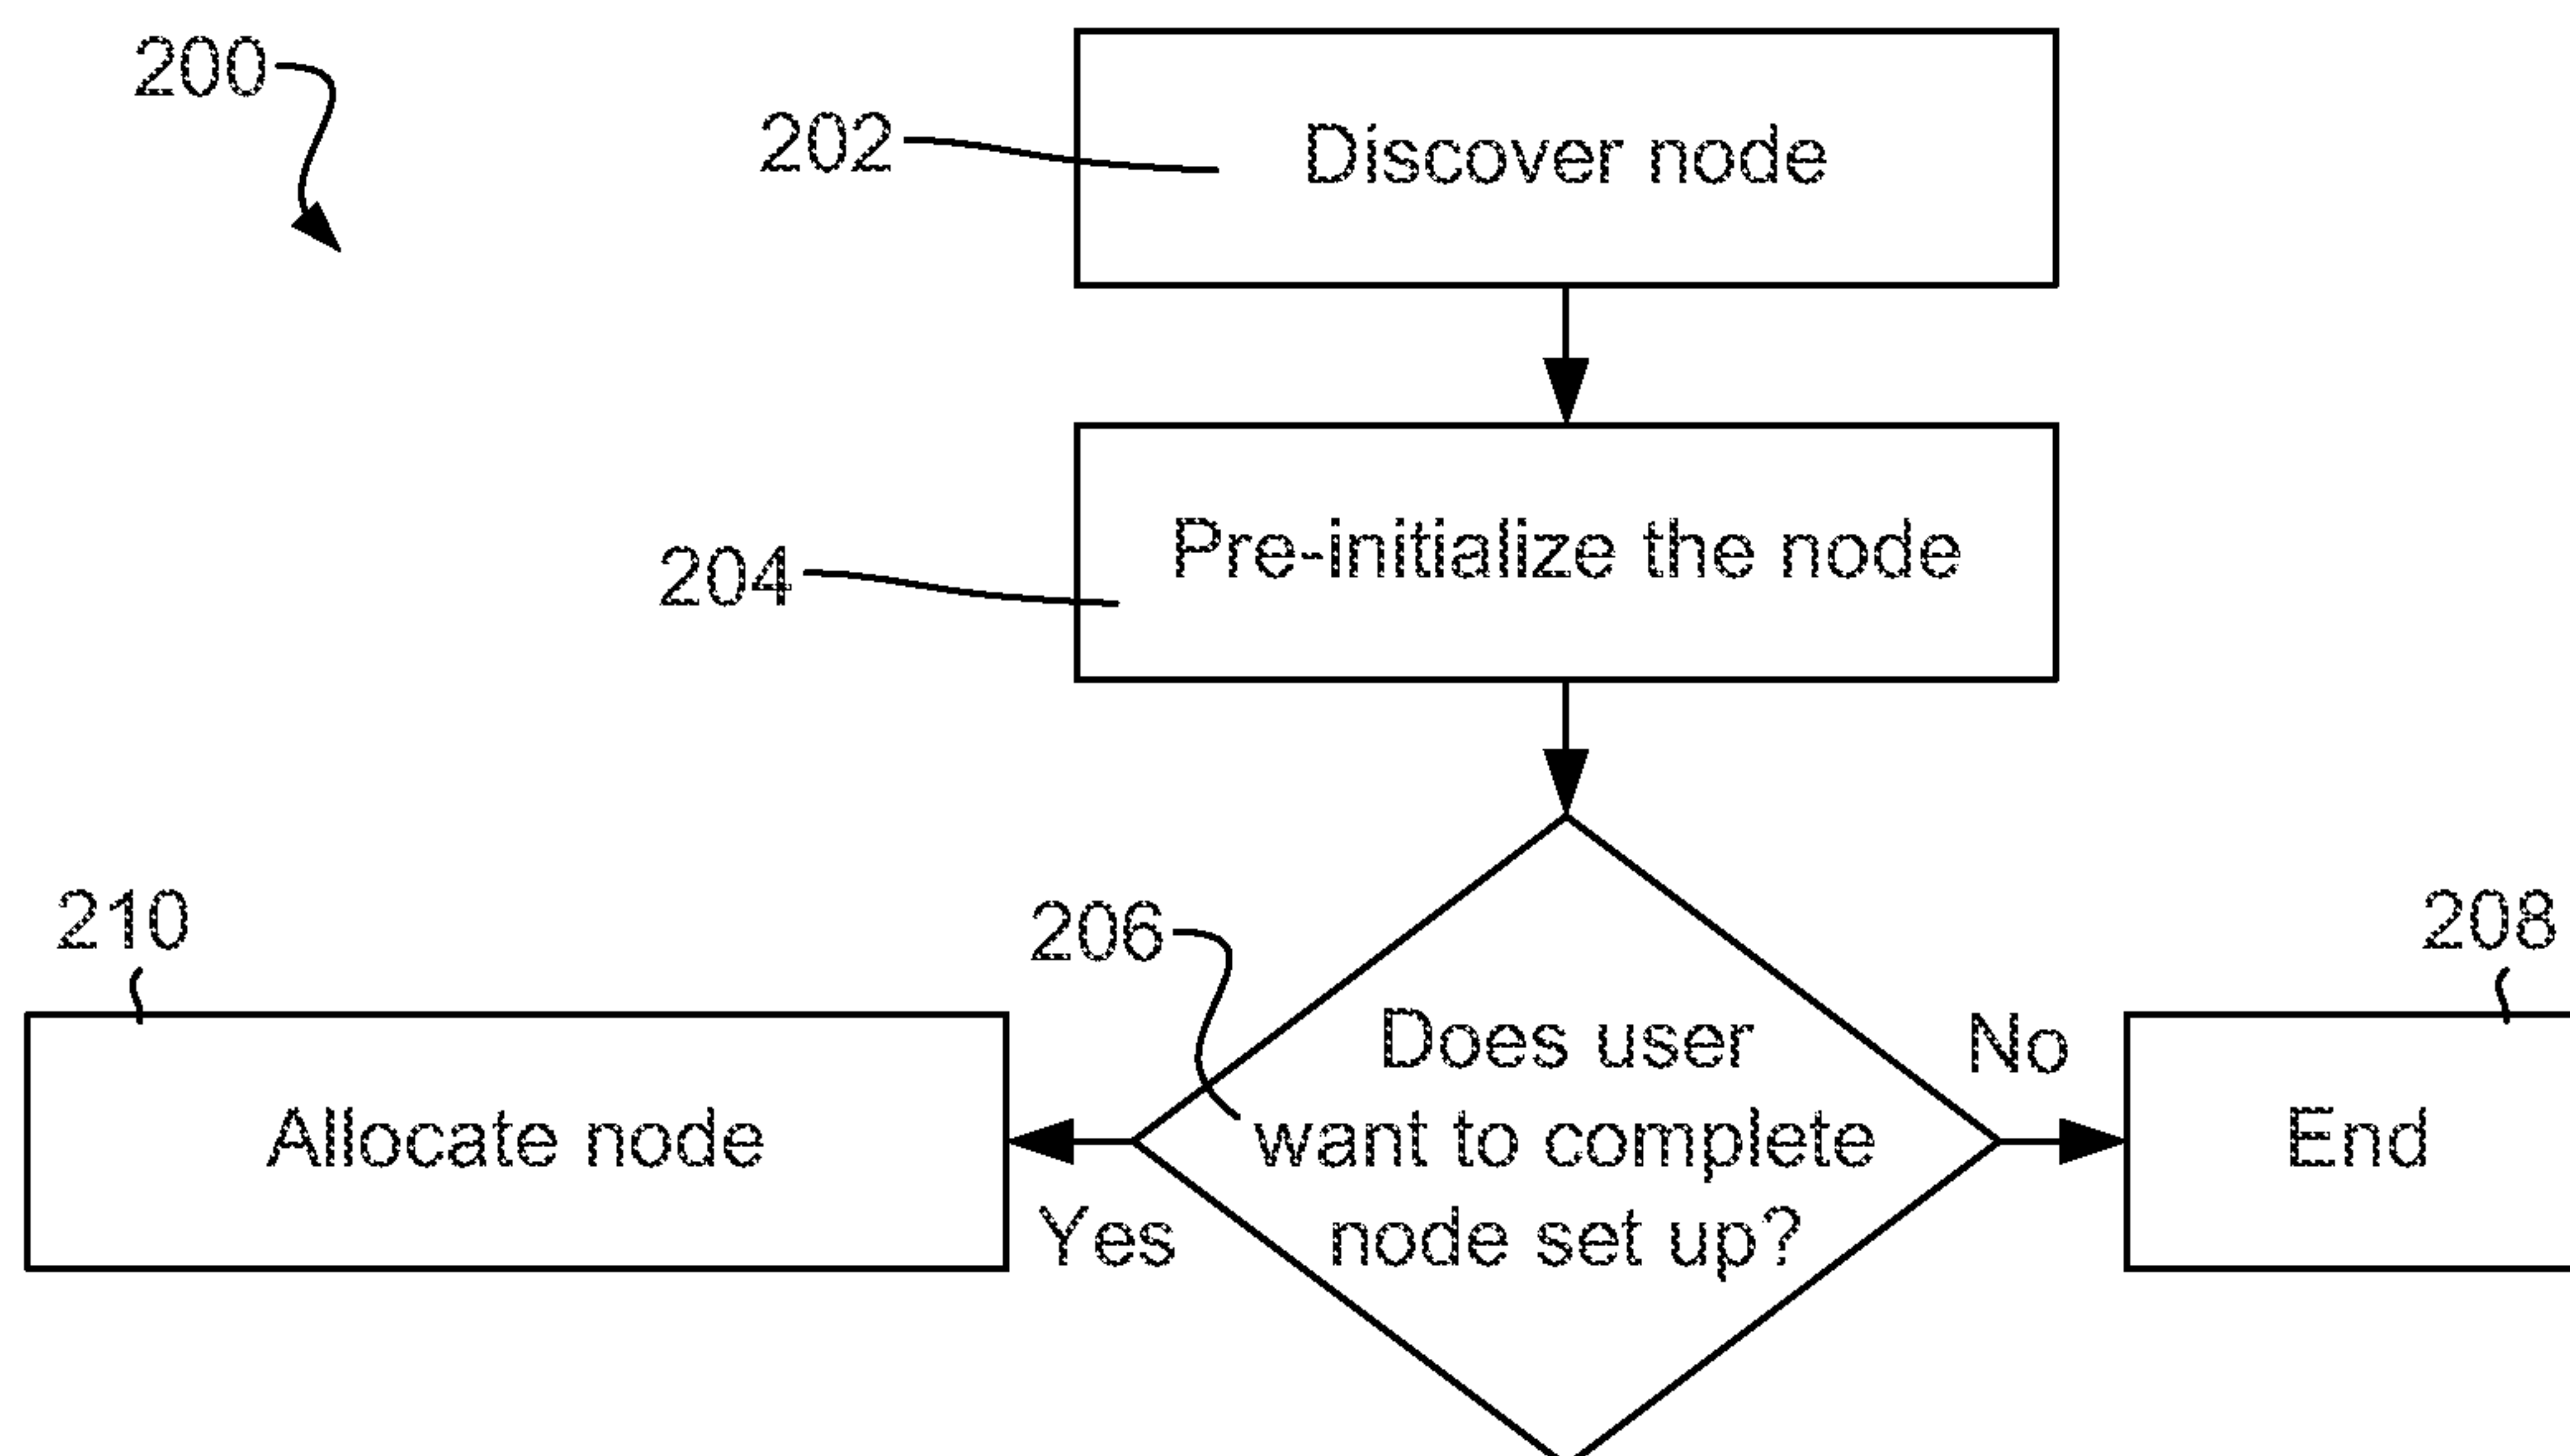 200
202
Discover node
204
Pre-initialize the node
210
206
208
Does user
want to complete
node set up?
No
Yes
Allocate node
End